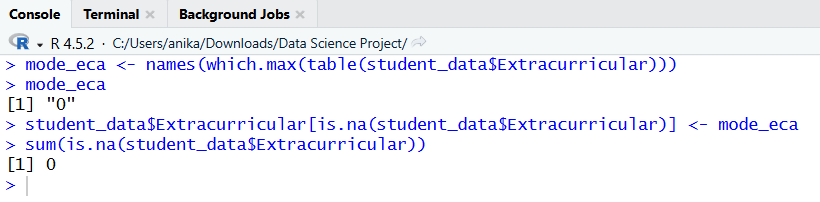 Console Terminal × Background Jobs ×
R 4.5.2 · C:/Users/anika/Downloads/Data Science Project/
> mode_eca <- names(which.max(table(student_data$Extracurricular)))
> mode_eca
[1] "0"
> student_data$Extracurricular[is.na(student_data$Extracurricular)] <- mode_eca
> sum(is.na(student_data$Extracurricular))
[1] 0
>